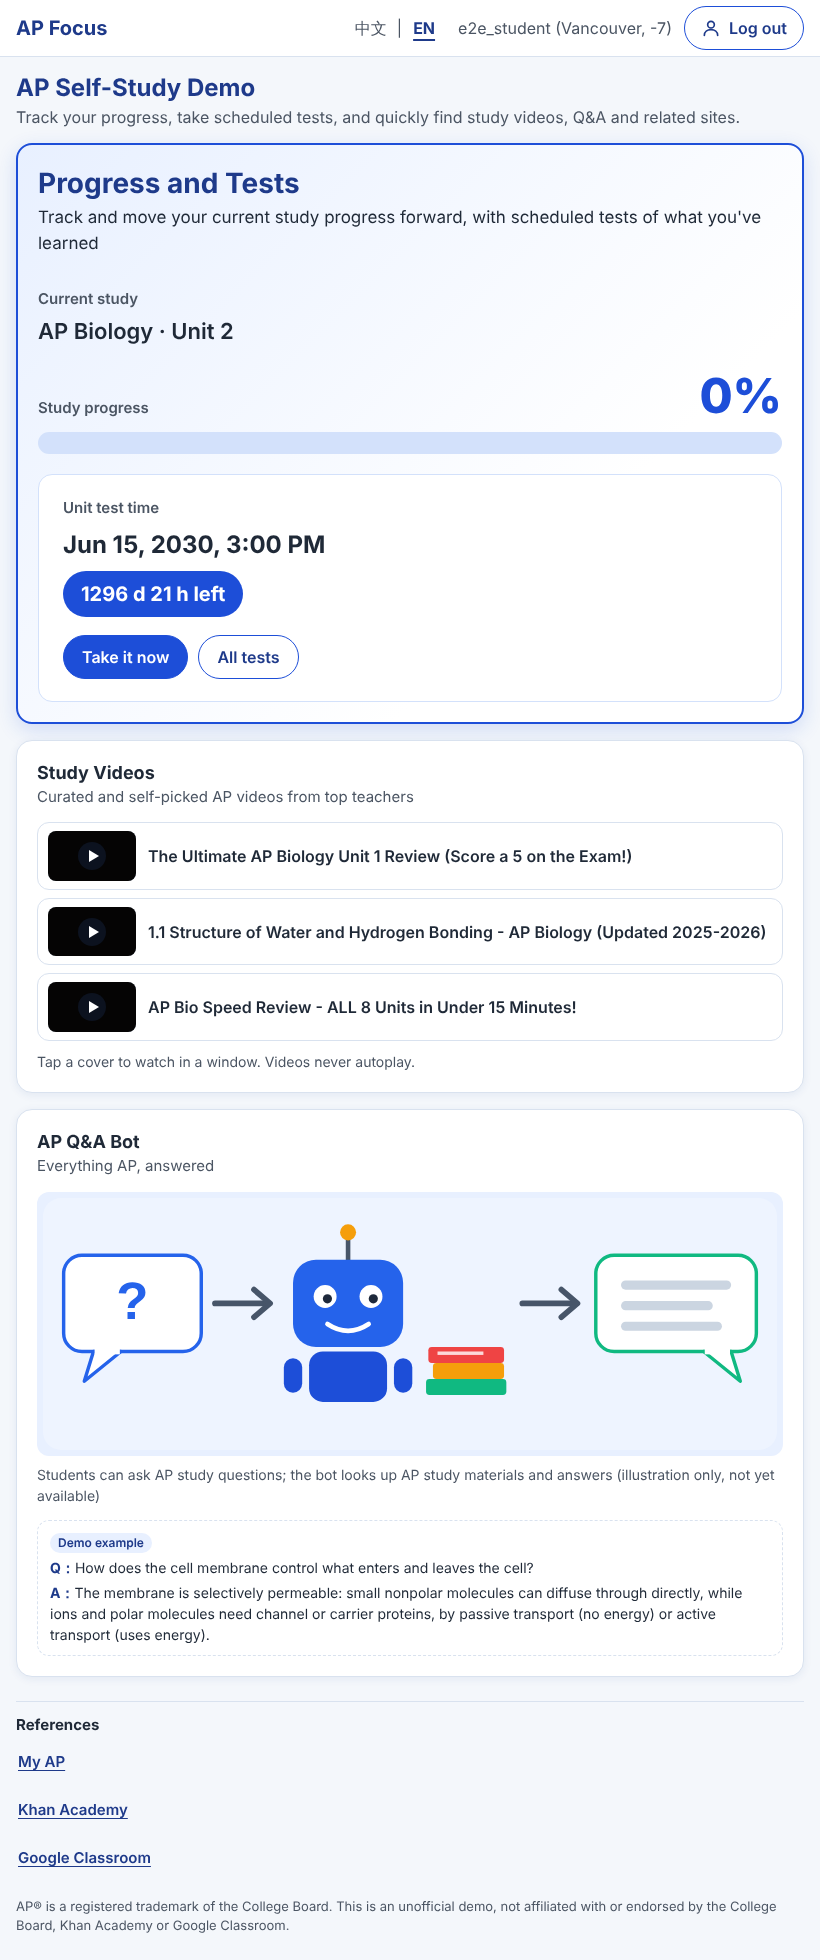 AP Focus
中文 | EN e2e_student (Vancouver, -7) Log out
AP Self-Study Demo
Track your progress, take scheduled tests, and quickly find study videos, Q&A and related sites.
Progress and Tests
Track and move your current study progress forward, with scheduled tests of what you've
learned
Current study
AP Biology · Unit 2
Study progress
0%
Unit test time
Jun 15, 2030, 3:00 PM
1296 d 21 h left
Take it now
All tests
Study Videos
Curated and self-picked AP videos from top teachers
The Ultimate AP Biology Unit 1 Review (Score a 5 on the Exam!)
1.1 Structure of Water and Hydrogen Bonding - AP Biology (Updated 2025-2026)
AP Bio Speed Review - ALL 8 Units in Under 15 Minutes!
Tap a cover to watch in a window. Videos never autoplay.
AP Q&A Bot
Everything AP, answered
?
Students can ask AP study questions; the bot looks up AP study materials and answers (illustration only, not yet
available)
Demo example
Q：How does the cell membrane control what enters and leaves the cell?
A：The membrane is selectively permeable: small nonpolar molecules can diffuse through directly, while
ions and polar molecules need channel or carrier proteins, by passive transport (no energy) or active
transport (uses energy).
References
My AP
Khan Academy
Google Classroom
AP® is a registered trademark of the College Board. This is an unofficial demo, not affiliated with or endorsed by the College
Board, Khan Academy or Google Classroom.